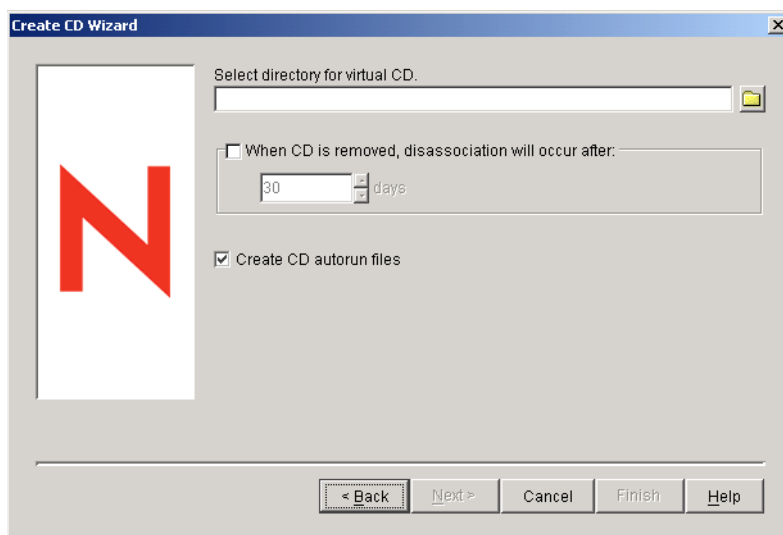 Create CD Wizard
Select directory for virtual CD.
When CD is removed, disassociation will occur after:
30 days
Create CD autorun files
N
< Back Next > Cancel Finish Help